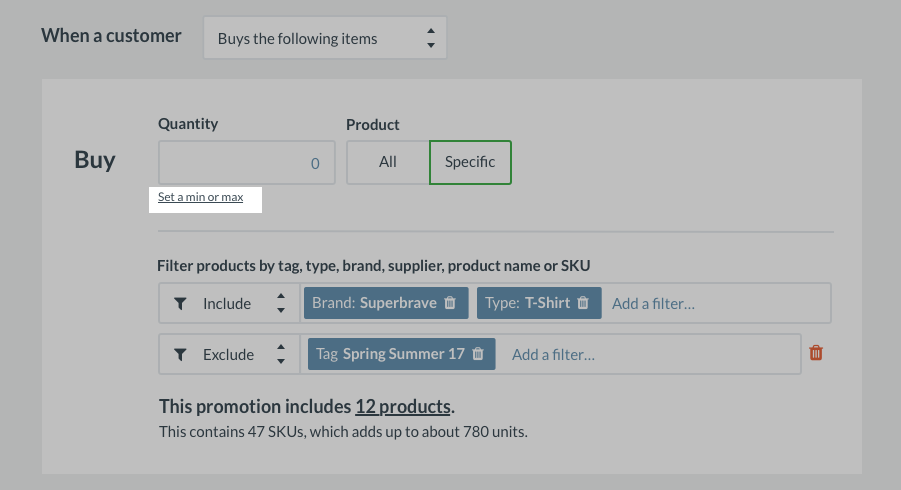 When a customer Buys the following items
Quantity Product
Buy 0 All Specific
Set a min or max
Filter products by tag, type, brand, supplier, product name or SKU
Include Brand: Superbrave Type: T-Shirt Add a filter...
Exclude Tag Spring Summer 17 Add a filter...
This promotion includes 12 products.
This contains 47 SKUs, which adds up to about 780 units.